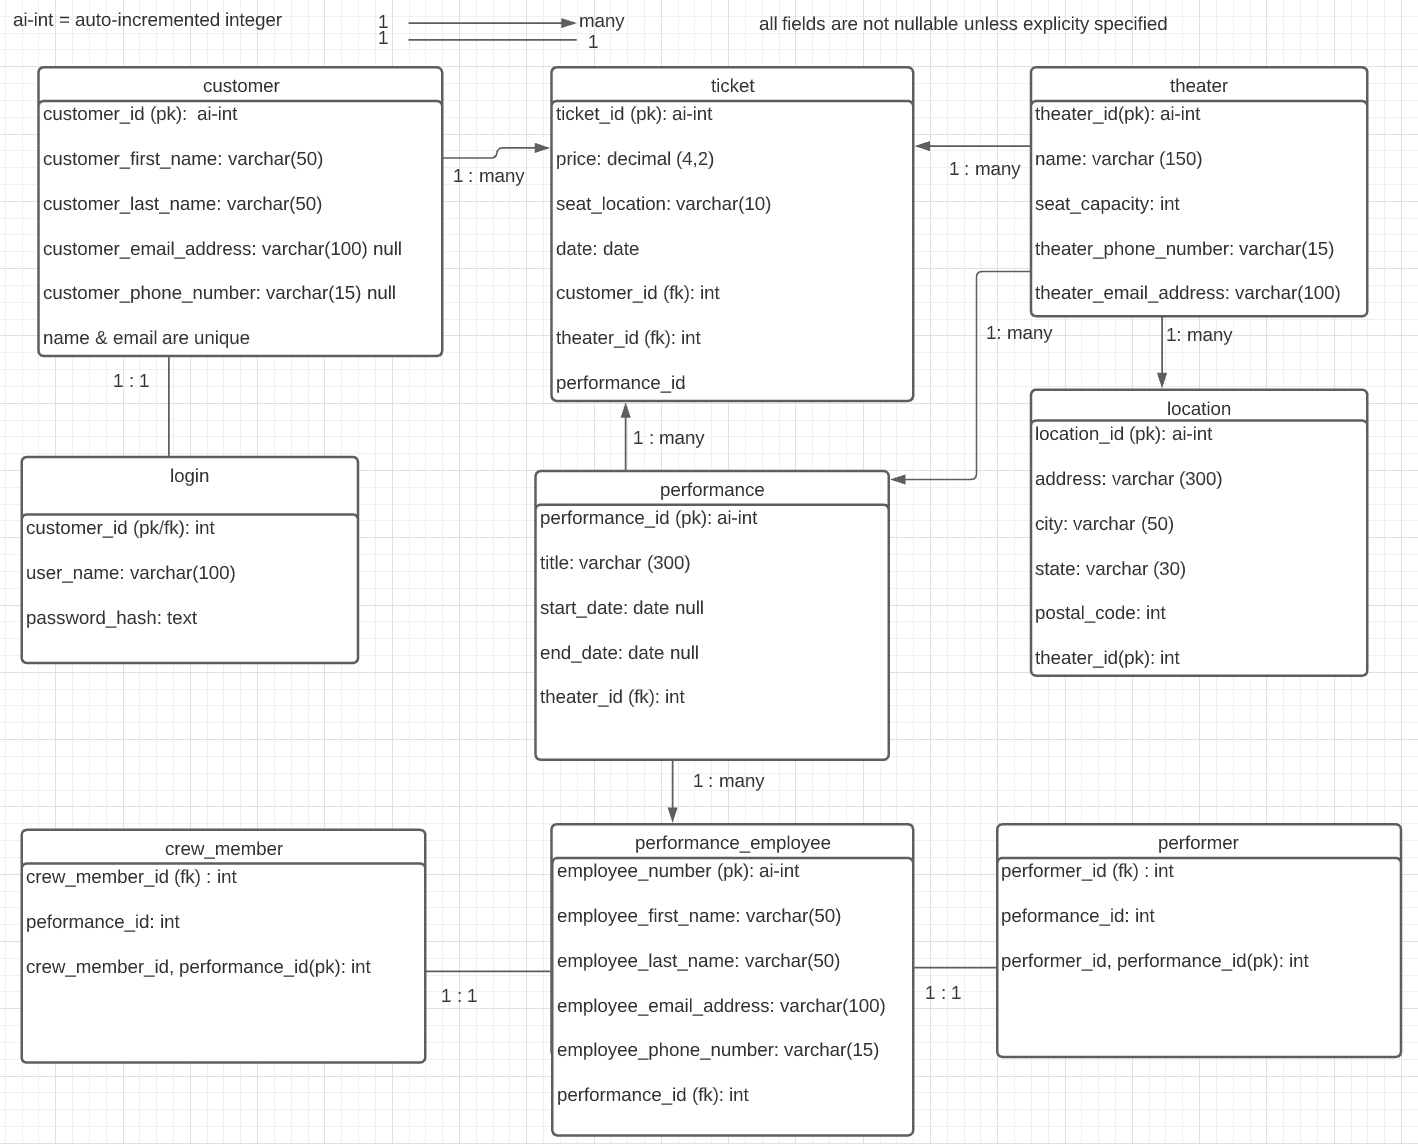 ai-int = auto-incremented integer
1 many
1 1
all fields are not nullable unless explicity specified
customer
customer_id (pk):  ai-int
customer_first_name: varchar(50)
customer_last_name: varchar(50)
customer_email_address: varchar(100) null
customer_phone_number: varchar(15) null
name & email are unique
1 : many
ticket
ticket_id (pk): ai-int
price: decimal (4,2)
seat_location: varchar(10)
date: date
customer_id (fk): int
theater_id (fk): int
performance_id
1 : many
theater
theater_id(pk): ai-int
name: varchar (150)
seat_capacity: int
theater_phone_number: varchar(15)
theater_email_address: varchar(100)
1: many
1: many
1 : 1
1 : many
login
customer_id (pk/fk): int
user_name: varchar(100)
password_hash: text
performance
performance_id (pk): ai-int
title: varchar (300)
start_date: date null
end_date: date null
theater_id (fk): int
location
location_id (pk): ai-int
address: varchar (300)
city: varchar (50)
state: varchar (30)
postal_code: int
theater_id(pk): int
1 : many
crew_member
crew_member_id (fk) : int
peformance_id: int
crew_member_id, performance_id(pk): int
1 : 1
performance_employee
employee_number (pk): ai-int
employee_first_name: varchar(50)
employee_last_name: varchar(50)
employee_email_address: varchar(100)
employee_phone_number: varchar(15)
performance_id (fk): int
1 : 1
performer
performer_id (fk) : int
peformance_id: int
performer_id, performance_id(pk): int